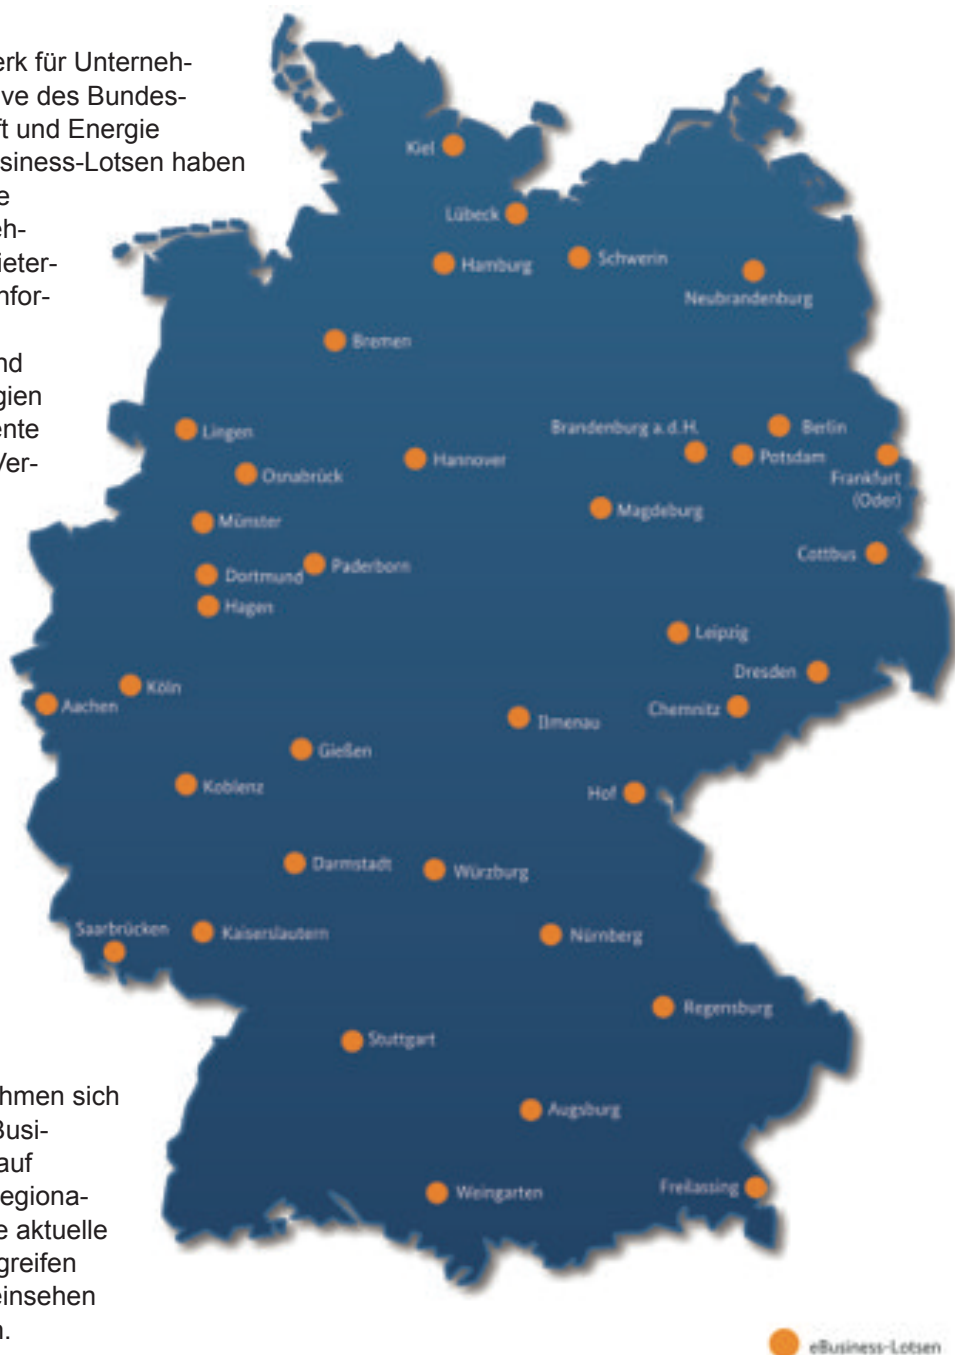 erk für Unterneh-
ve des Bundes-
ft und Energie
siness-Lotsen haben
e
eh-
ieter-
nfor-
nd
gien
ente
Ver-
Kiel
Lübeck
Hamburg
Schwerin
Neubrandenburg
Bremen
Lingen
Osnabrück
Hannover
Brandenburg a.d.H.
Berlin
Potsdam
Frankfurt
(Oder)
Magdeburg
Münster
Cottbus
Paderborn
Dortmund
Hagen
Leipzig
Dresden
Köln
Aachen
Chemnitz
Ilmenau
Gießen
Koblenz
Hof
Darmstadt
Würzburg
Saarbrücken
Kaiserslautern
Nürnberg
Regensburg
Stuttgart
Augsburg
Weingarten
Freilassing
hmen sich
Busi-
auf
egiona-
e aktuelle
greifen
einsehen
n.
eBusiness-Lotsen